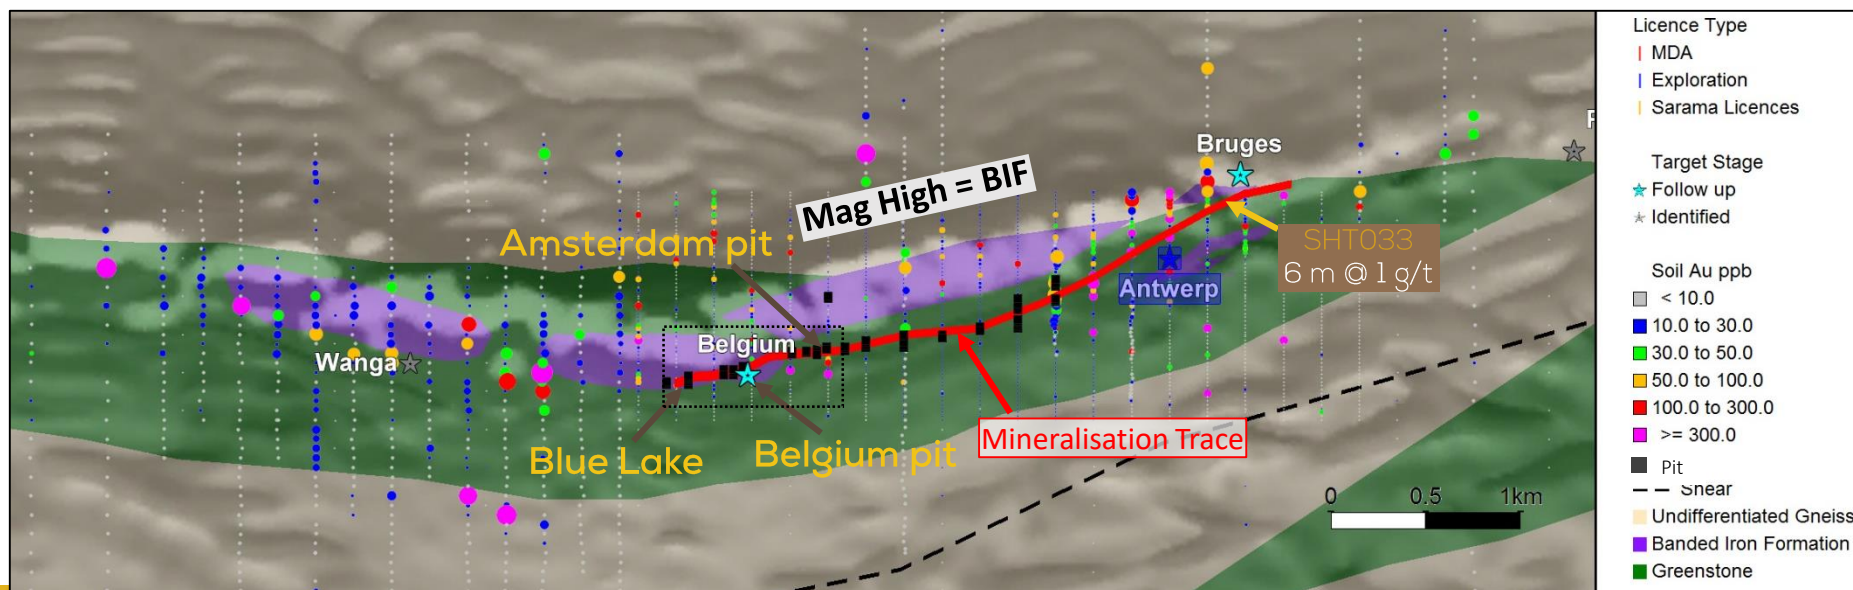 Bruges
Mag High = BIF
Amsterdam pit
SHT033
6 m @ 1 g/t
Antwerp
Belgium
Wanga
Mineralisation Trace
Blue Lake
Belgium pit
0 0.5 1km
Licence Type
MDA
Exploration
Sarama Licences
Target Stage
Follow up
Identified
Soil Au ppb
< 10.0
10.0 to 30.0
30.0 to 50.0
50.0 to 100.0
100.0 to 300.0
>= 300.0
Pit
Shear
Undifferentiated Gneiss
Banded Iron Formation
Greenstone